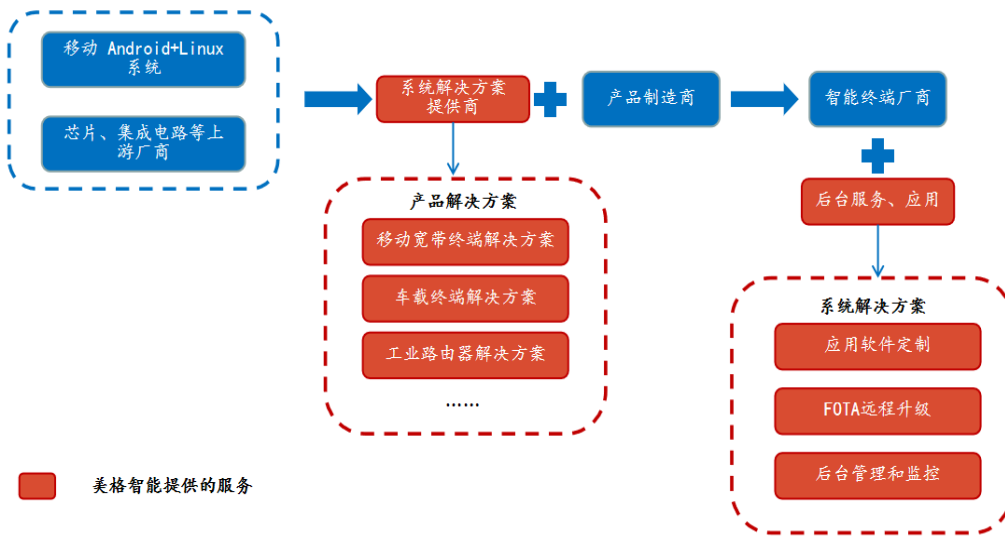 移动 Android+Linux
系统
芯片、集成电路等上
游厂商
系统解决方案
提供商
产品制造商
智能终端厂商
后台服务、应用
产品解决方案
移动宽带终端解决方案
车载终端解决方案
工业路由器解决方案
……
系统解决方案
应用软件定制
FOTA远程升级
后台管理和监控
美格智能提供的服务